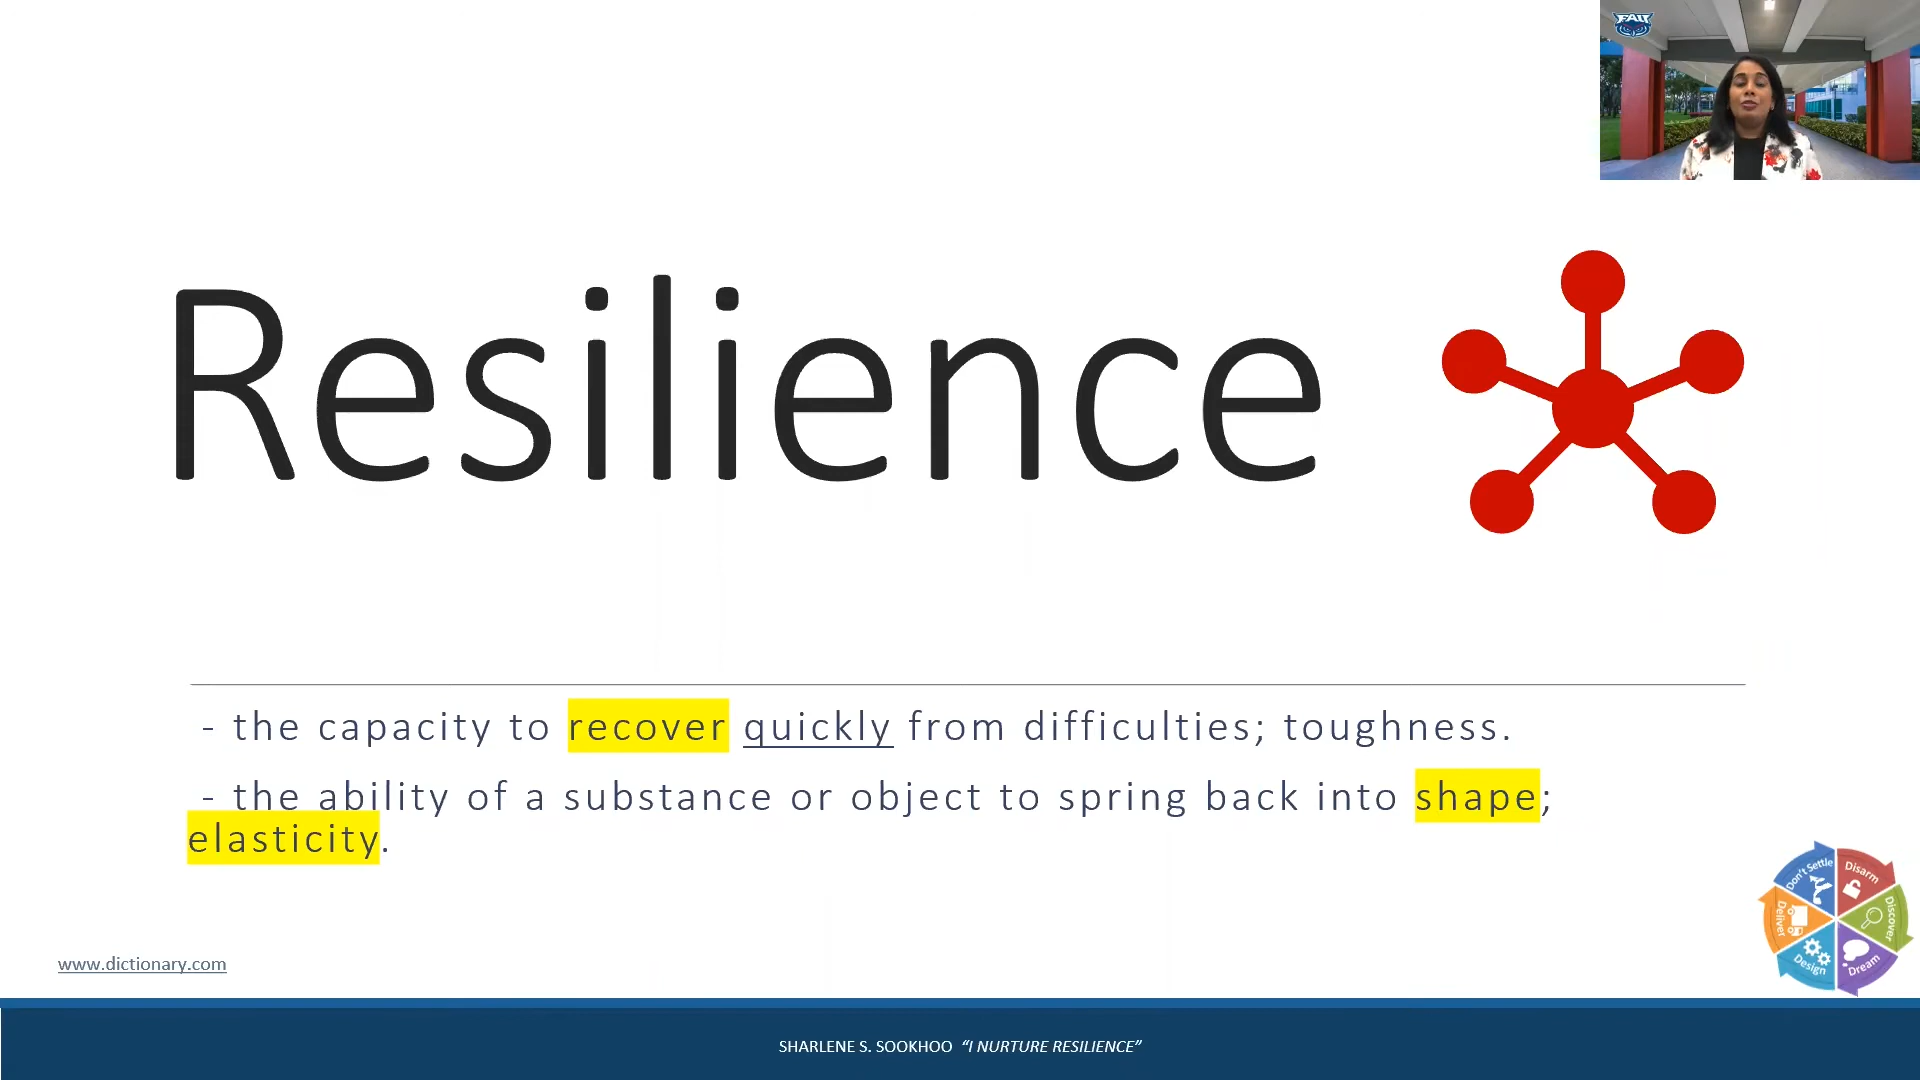 FAU
Resilience
- the capacity to recover quickly from difficulties; toughness.
- the ability of a substance or object to spring back into shape;
elasticity.
Don't Settle
Disarm
Discover
Dream
Design
Deliver
www.dictionary.com
SHARLENE S. SOOKHOO “I NURTURE RESILIENCE”